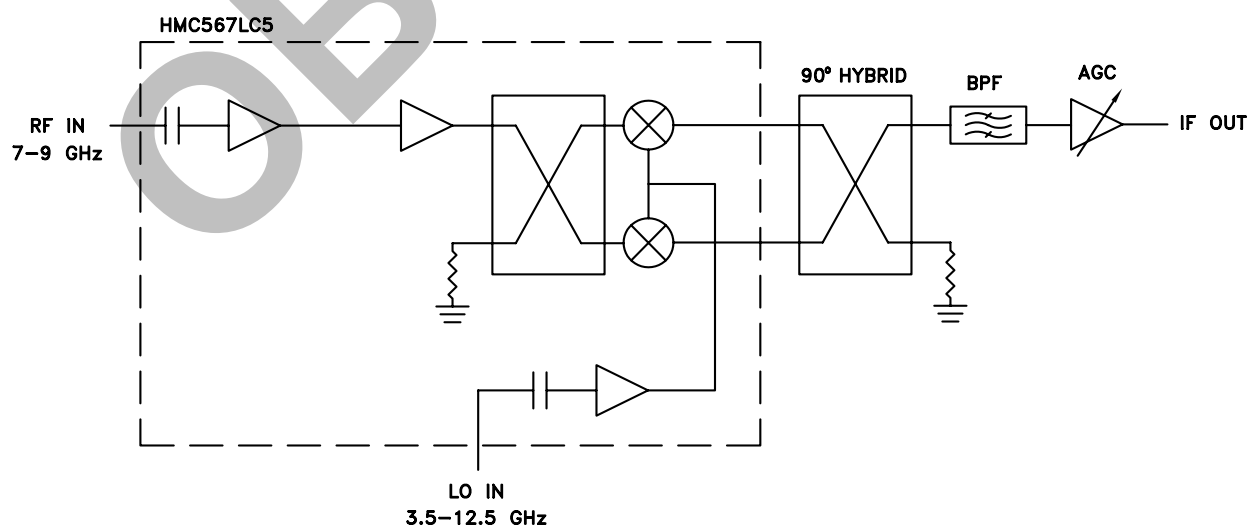 HMC567LC5
OB
RF IN
7–9 GHz
90° HYBRID
BPF
AGC
IF OUT
LO IN
3.5–12.5 GHz